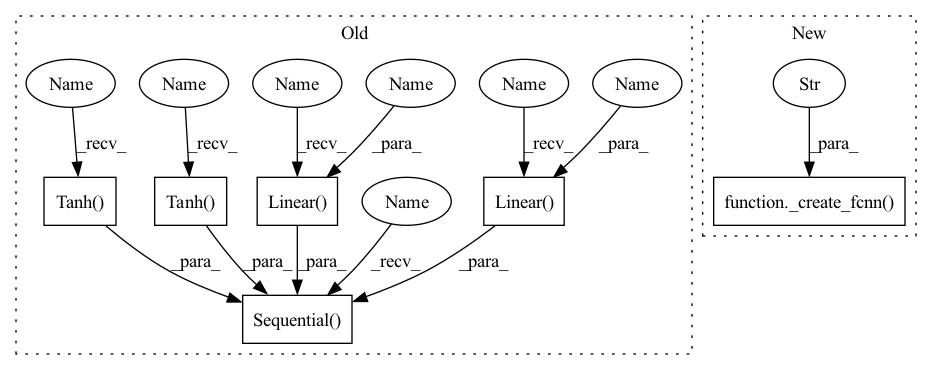 Old
New
Name
Name
Name
Name
Name
Name
Str
_recv_
_recv_
_recv_
_para_
_recv_
_para_
_para_
Tanh()
Tanh()
Linear()
Name
Linear()
function._create_fcnn()
_para_
_para_
_para_
_recv_
_para_
Sequential()